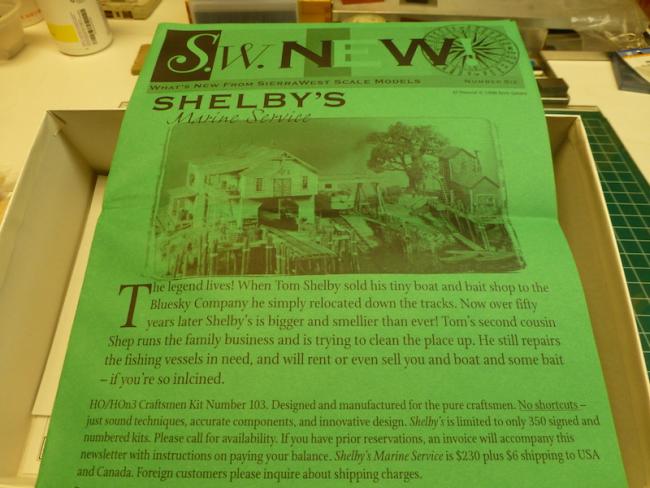 S.W. NEW
WHAT'S NEW FROM SIERRAWEST SCALE MODELS
NUMBER SIX
SHELBY'S
Marine Service
The legend lives! When Tom Shelby sold his tiny boat and bait shop to the
Bluesky Company he simply relocated down the tracks. Now over fifty
years later Shelby's is bigger and smellier than ever! Tom's second cousin
Shep runs the family business and is trying to clean the place up. He still repairs
the fishing vessels in need, and will rent or even sell you and boat and some bait
– if you're so inlcined.
HO/HOn3 Craftsmen Kit Number 103. Designed and manufactured for the pure craftsmen. No shortcuts –
just sound techniques, accurate components, and innovative design. Shelby's is limited to only 350 signed and
numbered kits. Please call for availability. If you have prior reservations, an invoice will accompany this
newsletter with instructions on paying your balance. Shelby's Marine Service is $230 plus $6 shipping to USA
and Canada. Foreign customers please inquire about shipping charges.